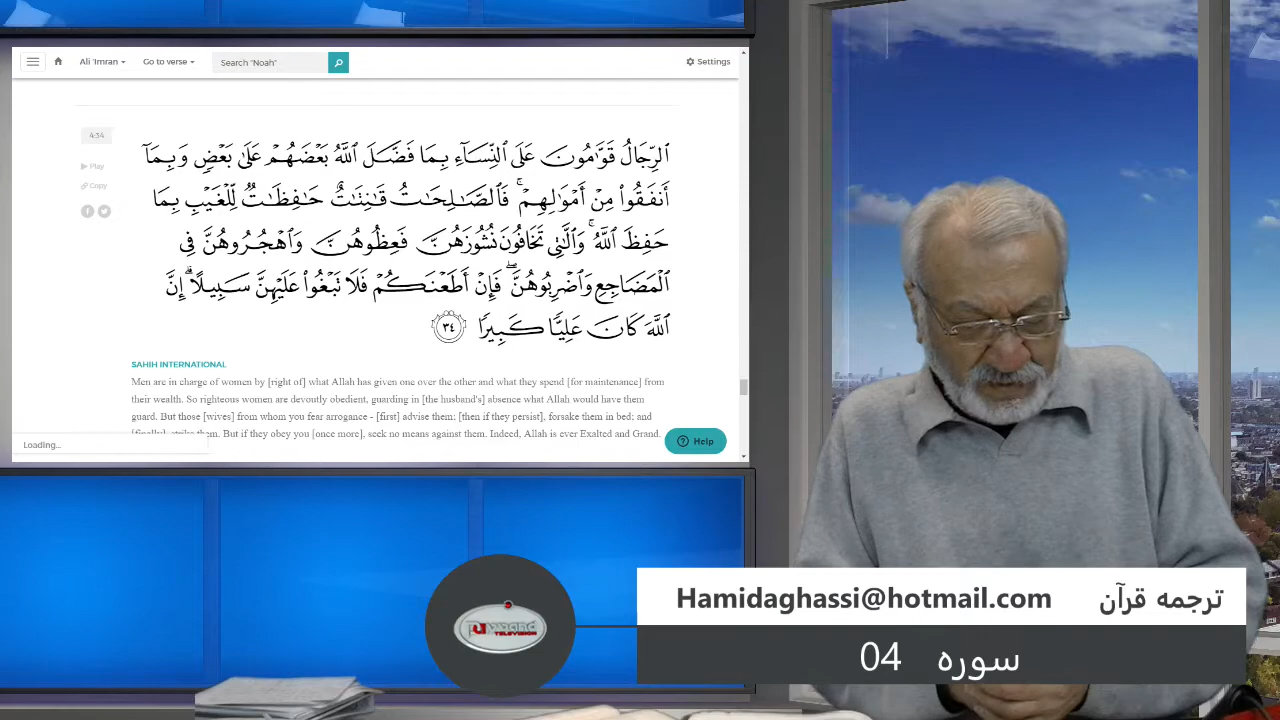 Ali 'Imran
Go to verse
Search "Noah"
Settings
4:34
Play
Copy
ٱلرِّجَالُ قَوَّٰمُونَ عَلَى ٱلنِّسَآءِ بِمَا فَضَّلَ ٱللَّهُ بَعْضَهُمْ عَلَىٰ بَعْضٍ وَبِمَآ
أَنفَقُوا۟ مِنْ أَمْوَٰلِهِمْ ۚ فَٱلصَّـٰلِحَـٰتُ قَـٰنِتَـٰتٌ حَـٰفِظَـٰتٌ لِّلْغَيْبِ بِمَا
حَفِظَ ٱللَّهُ ۚ وَٱلَّـٰتِى تَخَافُونَ نُشُوزَهُنَّ فَعِظُوهُنَّ وَٱهْجُرُوهُنَّ فِى
ٱلْمَضَاجِعِ وَٱضْرِبُوهُنَّ ۖ فَإِنْ أَطَعْنَكُمْ فَلَا تَبْغُوا۟ عَلَيْهِنَّ سَبِيلًا ۗ إِنَّ
ٱللَّهَ كَانَ عَلِيًّا كَبِيرًا ٣٤
SAHIH INTERNATIONAL
Men are in charge of women by [right of] what Allah has given one over the other and what they spend [for maintenance] from
their wealth. So righteous women are devoutly obedient, guarding in [the husband's] absence what Allah would have them
guard. But those [wives] from whom you fear arrogance - [first] advise them; [then if they persist], forsake them in bed; and
[finally], strike them. But if they obey you [once more], seek no means against them. Indeed, Allah is ever Exalted and Grand.
Loading...
Help
Hamidaghassi@hotmail.com ترجمه قرآن
سوره 04
TELEVISION